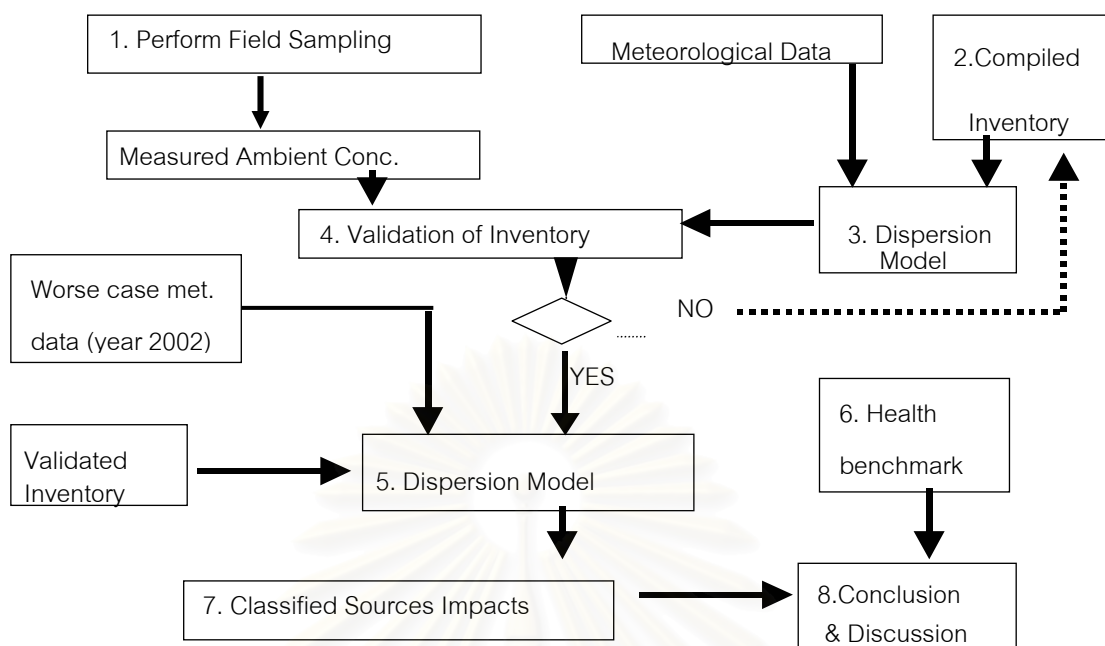 1. Perform Field Sampling
Meteorological Data
2.Compiled
Inventory
Measured Ambient Conc.
4. Validation of Inventory
3. Dispersion
Model
Worse case met.
data (year 2002)
NO
........
YES
6. Health
benchmark
Validated
Inventory
5. Dispersion Model
7. Classified Sources Impacts
8.Conclusion
& Discussion